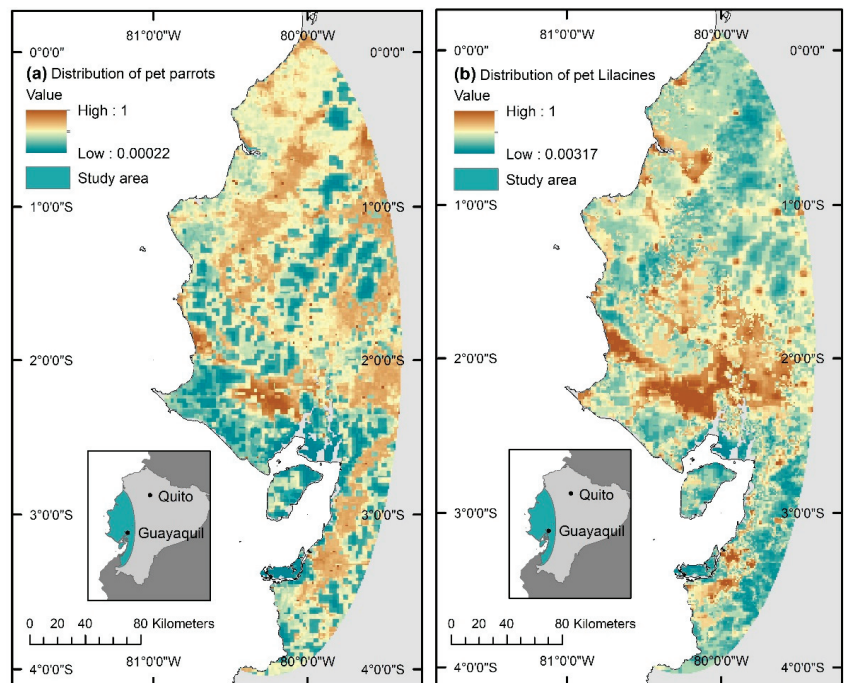 81°0'0"W 80°0'0"W
0°0'0" 0°0'0"
(a) Distribution of pet parrots
Value
High : 1
Low : 0.00022
Study area
1°0'0"S 1°0'0"S
2°0'0"S 2°0'0"S
Quito
Guayaquil
3°0'0"S 3°0'0"S
0 20 40 80 Kilometers
81°0'0"W 80°0'0"W
4°0'0"S 4°0'0"S
81°0'0"W 80°0'0"W
0°0'0" 0°0'0"
(b) Distribution of pet Lilacines
Value
High : 1
Low : 0.00317
Study area
1°0'0"S 1°0'0"S
2°0'0"S 2°0'0"S
Quito
Guayaquil
3°0'0"S 3°0'0"S
0 20 40 80 Kilometers
81°0'0"W 80°0'0"W
4°0'0"S 4°0'0"S